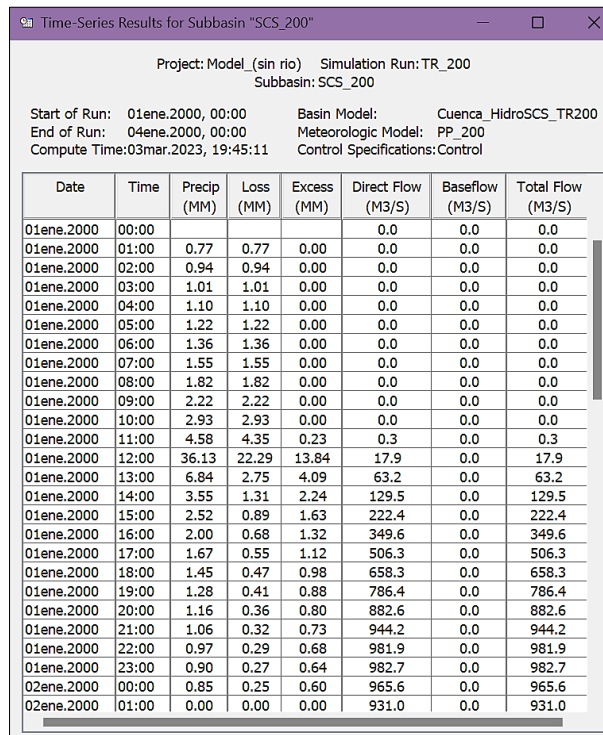 Time-Series Results for Subbasin "SCS_200"
Project: Model_(sin rio) Simulation Run: TR_200
Subbasin: SCS_200
Start of Run: 01ene.2000, 00:00 Basin Model: Cuenca_HidroSCS_TR200
End of Run: 04ene.2000, 00:00 Meteorologic Model: PP_200
Compute Time:03mar.2023, 19:45:11 Control Specifications:Control
Date Time Precip Loss Excess Direct Flow Baseflow Total Flow
(MM) (MM) (MM) (M3/S) (M3/S) (M3/S)
01ene.2000 00:00 0.0 0.0 0.0
01ene.2000 01:00 0.77 0.77 0.00 0.0 0.0 0.0
01ene.2000 02:00 0.94 0.94 0.00 0.0 0.0 0.0
01ene.2000 03:00 1.01 1.01 0.00 0.0 0.0 0.0
01ene.2000 04:00 1.10 1.10 0.00 0.0 0.0 0.0
01ene.2000 05:00 1.22 1.22 0.00 0.0 0.0 0.0
01ene.2000 06:00 1.36 1.36 0.00 0.0 0.0 0.0
01ene.2000 07:00 1.55 1.55 0.00 0.0 0.0 0.0
01ene.2000 08:00 1.82 1.82 0.00 0.0 0.0 0.0
01ene.2000 09:00 2.22 2.22 0.00 0.0 0.0 0.0
01ene.2000 10:00 2.93 2.93 0.00 0.0 0.0 0.0
01ene.2000 11:00 4.58 4.35 0.23 0.3 0.0 0.3
01ene.2000 12:00 36.13 22.29 13.84 17.9 0.0 17.9
01ene.2000 13:00 6.84 2.75 4.09 63.2 0.0 63.2
01ene.2000 14:00 3.55 1.31 2.24 129.5 0.0 129.5
01ene.2000 15:00 2.52 0.89 1.63 222.4 0.0 222.4
01ene.2000 16:00 2.00 0.68 1.32 349.6 0.0 349.6
01ene.2000 17:00 1.67 0.55 1.12 506.3 0.0 506.3
01ene.2000 18:00 1.45 0.47 0.98 658.3 0.0 658.3
01ene.2000 19:00 1.28 0.41 0.88 786.4 0.0 786.4
01ene.2000 20:00 1.16 0.36 0.80 882.6 0.0 882.6
01ene.2000 21:00 1.06 0.32 0.73 944.2 0.0 944.2
01ene.2000 22:00 0.97 0.29 0.68 981.9 0.0 981.9
01ene.2000 23:00 0.90 0.27 0.64 982.7 0.0 982.7
02ene.2000 00:00 0.85 0.25 0.60 965.6 0.0 965.6
02ene.2000 01:00 0.00 0.00 0.00 931.0 0.0 931.0